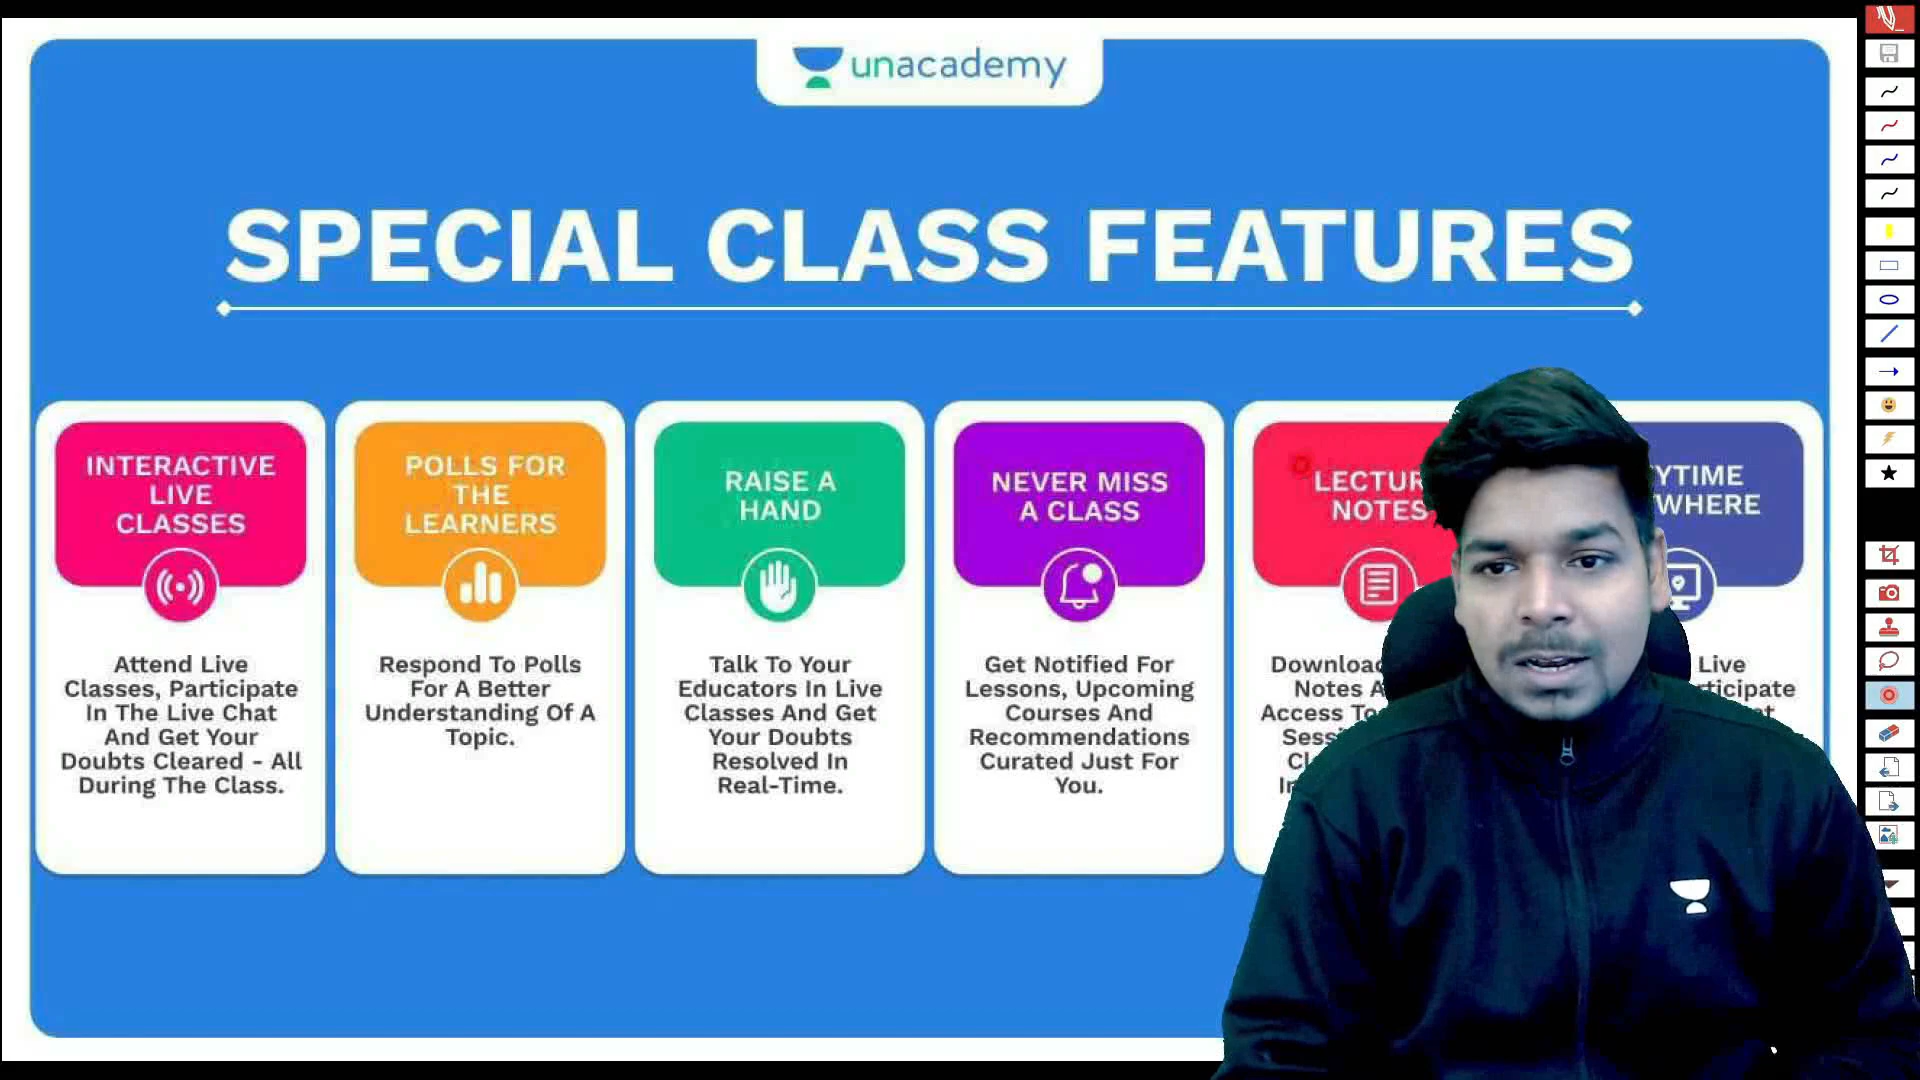 unacademy
SPECIAL CLASS FEATURES
INTERACTIVE
LIVE
CLASSES
Attend Live
Classes, Participate
In The Live Chat
And Get Your
Doubts Cleared - All
During The Class.
POLLS FOR
THE
LEARNERS
Respond To Polls
For A Better
Understanding Of A
Topic.
RAISE A
HAND
Talk To Your
Educators In Live
Classes And Get
Your Doubts
Resolved In
Real-Time.
NEVER MISS
A CLASS
Get Notified For
Lessons, Upcoming
Courses And
Recommendations
Curated Just For
You.
NOTES
Notes
Access
Live